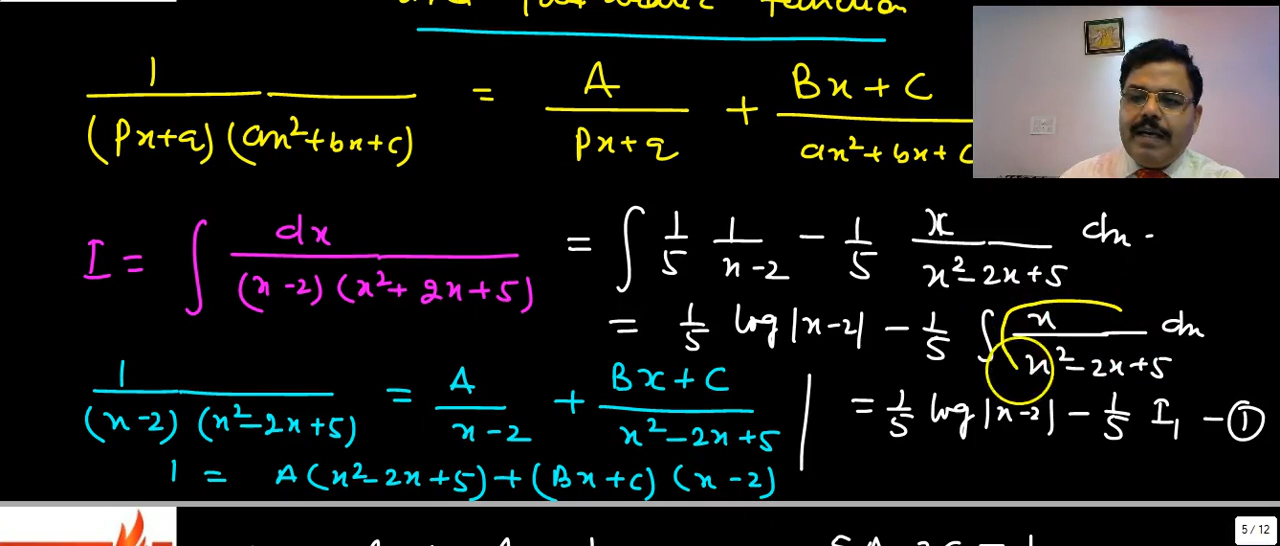 and quadratic function
1/((px+q)(ax²+bx+c)) = A/(px+q) + (Bx+C)/(ax²+bx+c
I = ∫ dx/((x-2)(x²+2x+5)) = ∫ 1/5 1/(x-2) - 1/5 x/(x²-2x+5) dx.
= 1/5 log|x-2| - 1/5 ∫ x/(x²-2x+5) dx
1/((x-2)(x²-2x+5)) = A/(x-2) + (Bx+C)/(x²-2x+5)
= 1/5 log|x-2| - 1/5 I₁ - ①
1 = A(x²-2x+5)+(Bx+C)(x-2)
5/12